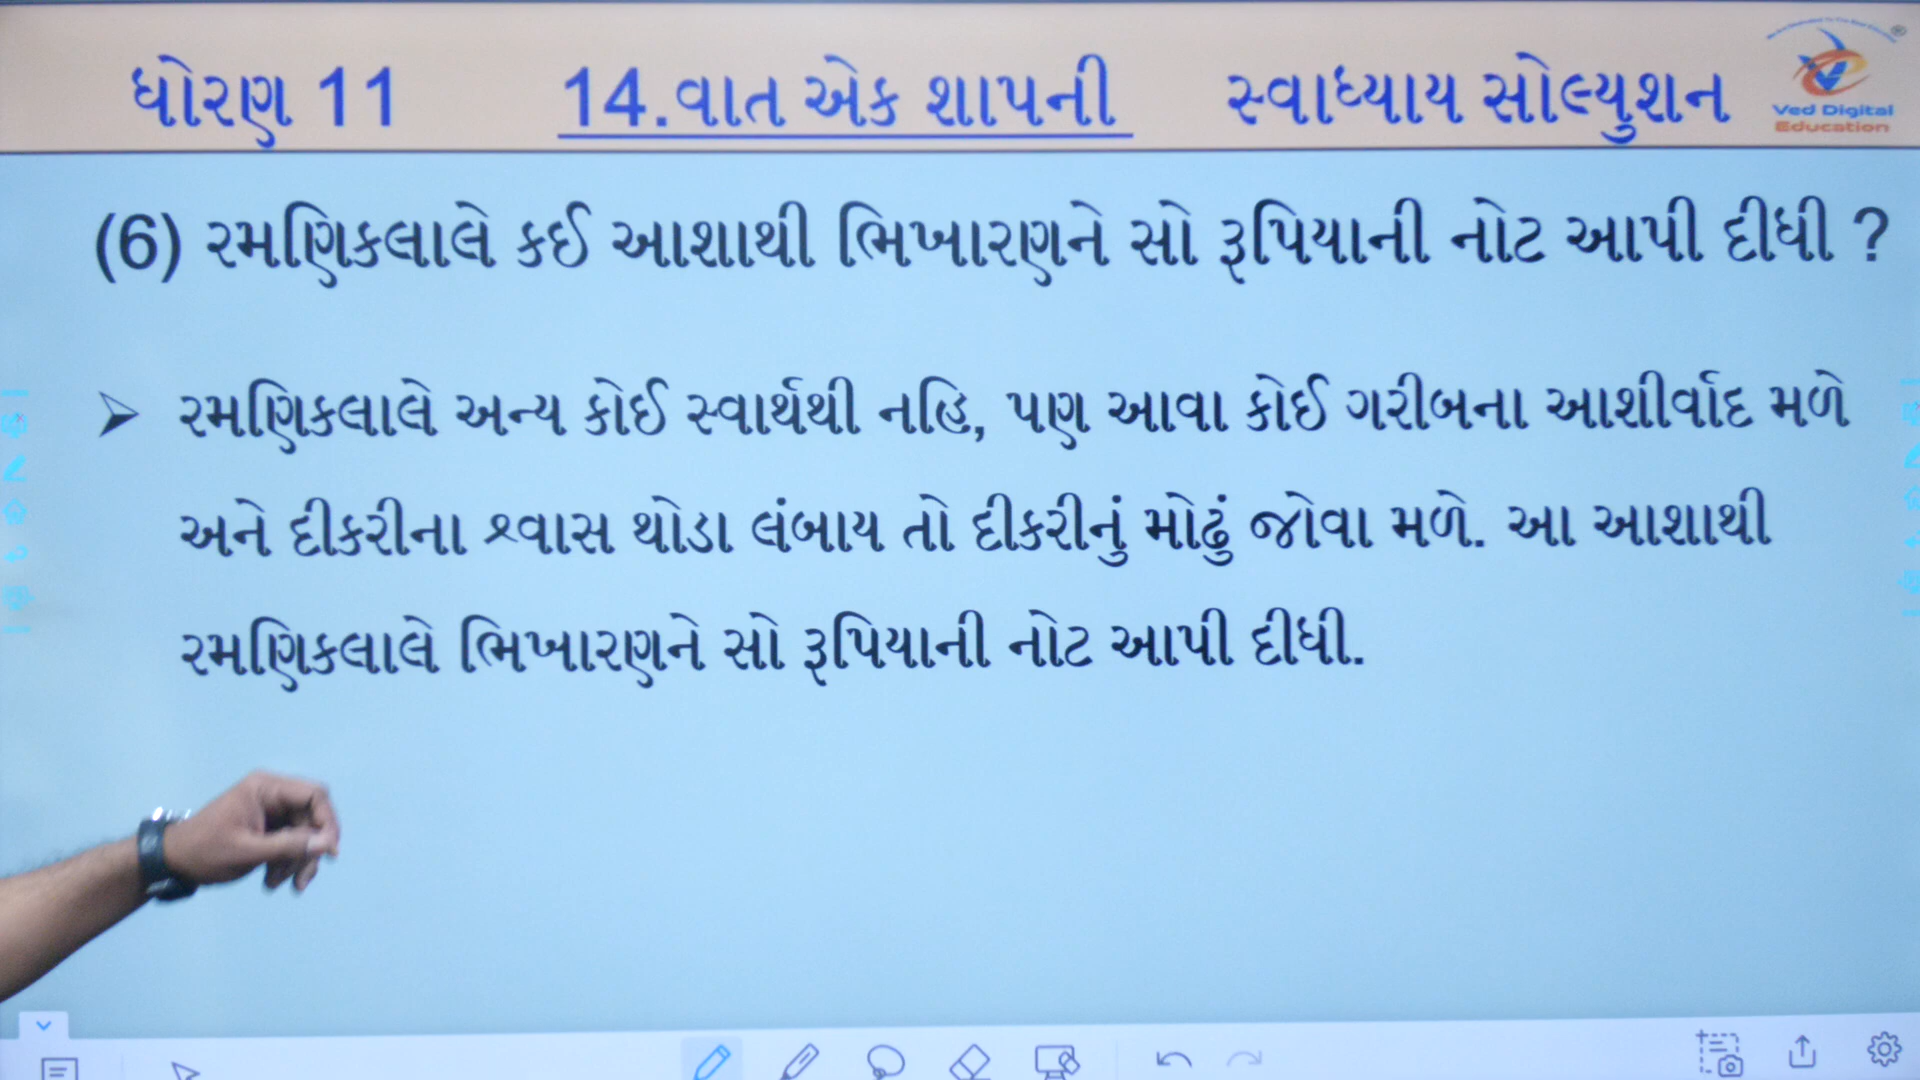 ધોરણ 11 14.વાત એક શાપની સ્વાધ્યાય સોલ્યુશન
Ved Digital
Education
(6) રમણિકલાલે કઈ આશાથી ભિખારણને સો રૂપિયાની નોટ આપી દીધી ?
➤ રમણિકલાલે અન્ય કોઈ સ્વાર્થથી નહિ, પણ આવા કોઈ ગરીબના આશીર્વાદ મળે
અને દીકરીના શ્વાસ થોડા લંબાય તો દીકરીનું મોઢું જોવા મળે. આ આશાથી
રમણિકલાલે ભિખારણને સો રૂપિયાની નોટ આપી દીધી.